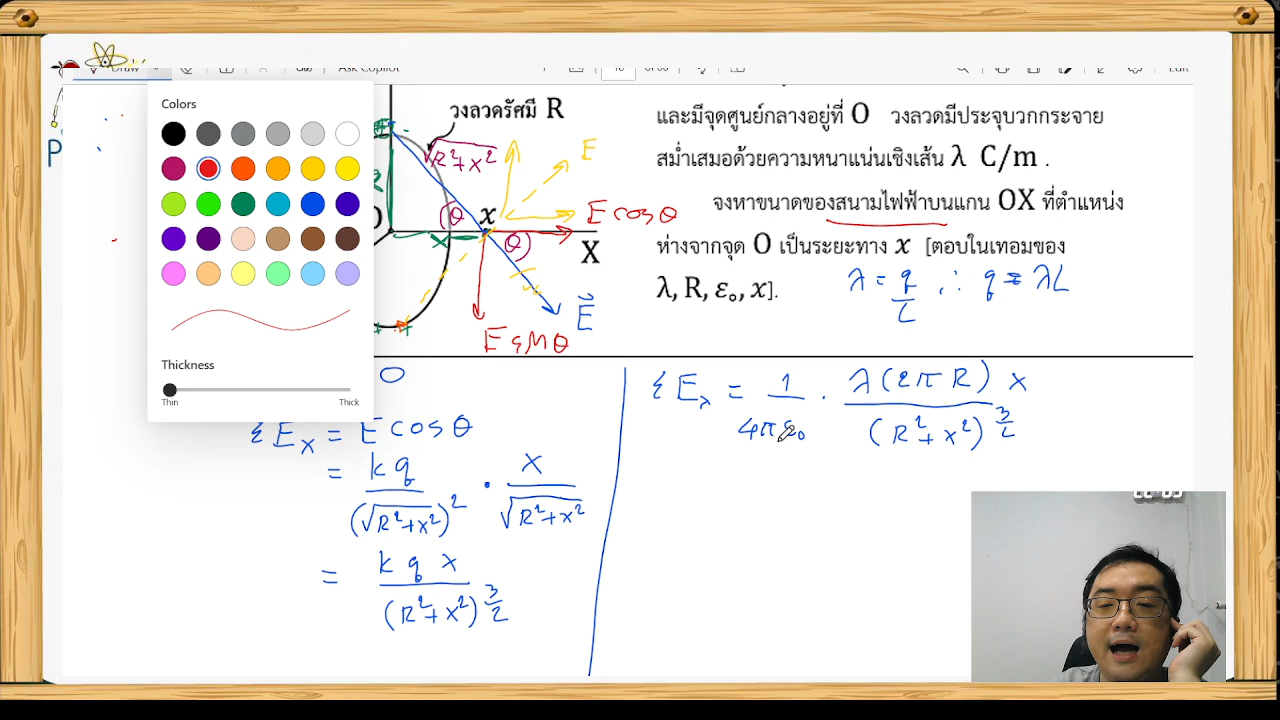 Draw
Ask Copilot
Edit
Colors
Thickness
Thin
Thick
P
วงลวดรัศมี R
√R²+x²
R
E
E cosθ
θ
x
x
θ
X
E⃗
E sinθ
และมีจุดศูนย์กลางอยู่ที่ O วงลวดมีประจุบวกกระจาย
สม่ำเสมอด้วยความหนาแน่นเชิงเส้น λ C/m .
จงหาขนาดของสนามไฟฟ้าบนแกน OX ที่ตำแหน่ง
ห่างจากจุด O เป็นระยะทาง x [ตอบในเทอมของ
λ, R, ε₀, x].
λ = q/L ∴ q = λL
0
ΣEx = E cosθ
= kq/(√R²+x²)² · x/√R²+x²
= kqx/(R²+x²)^3/2
ΣEx = 1/4πε₀ · λ(2πR)x/(R²+x²)^3/2